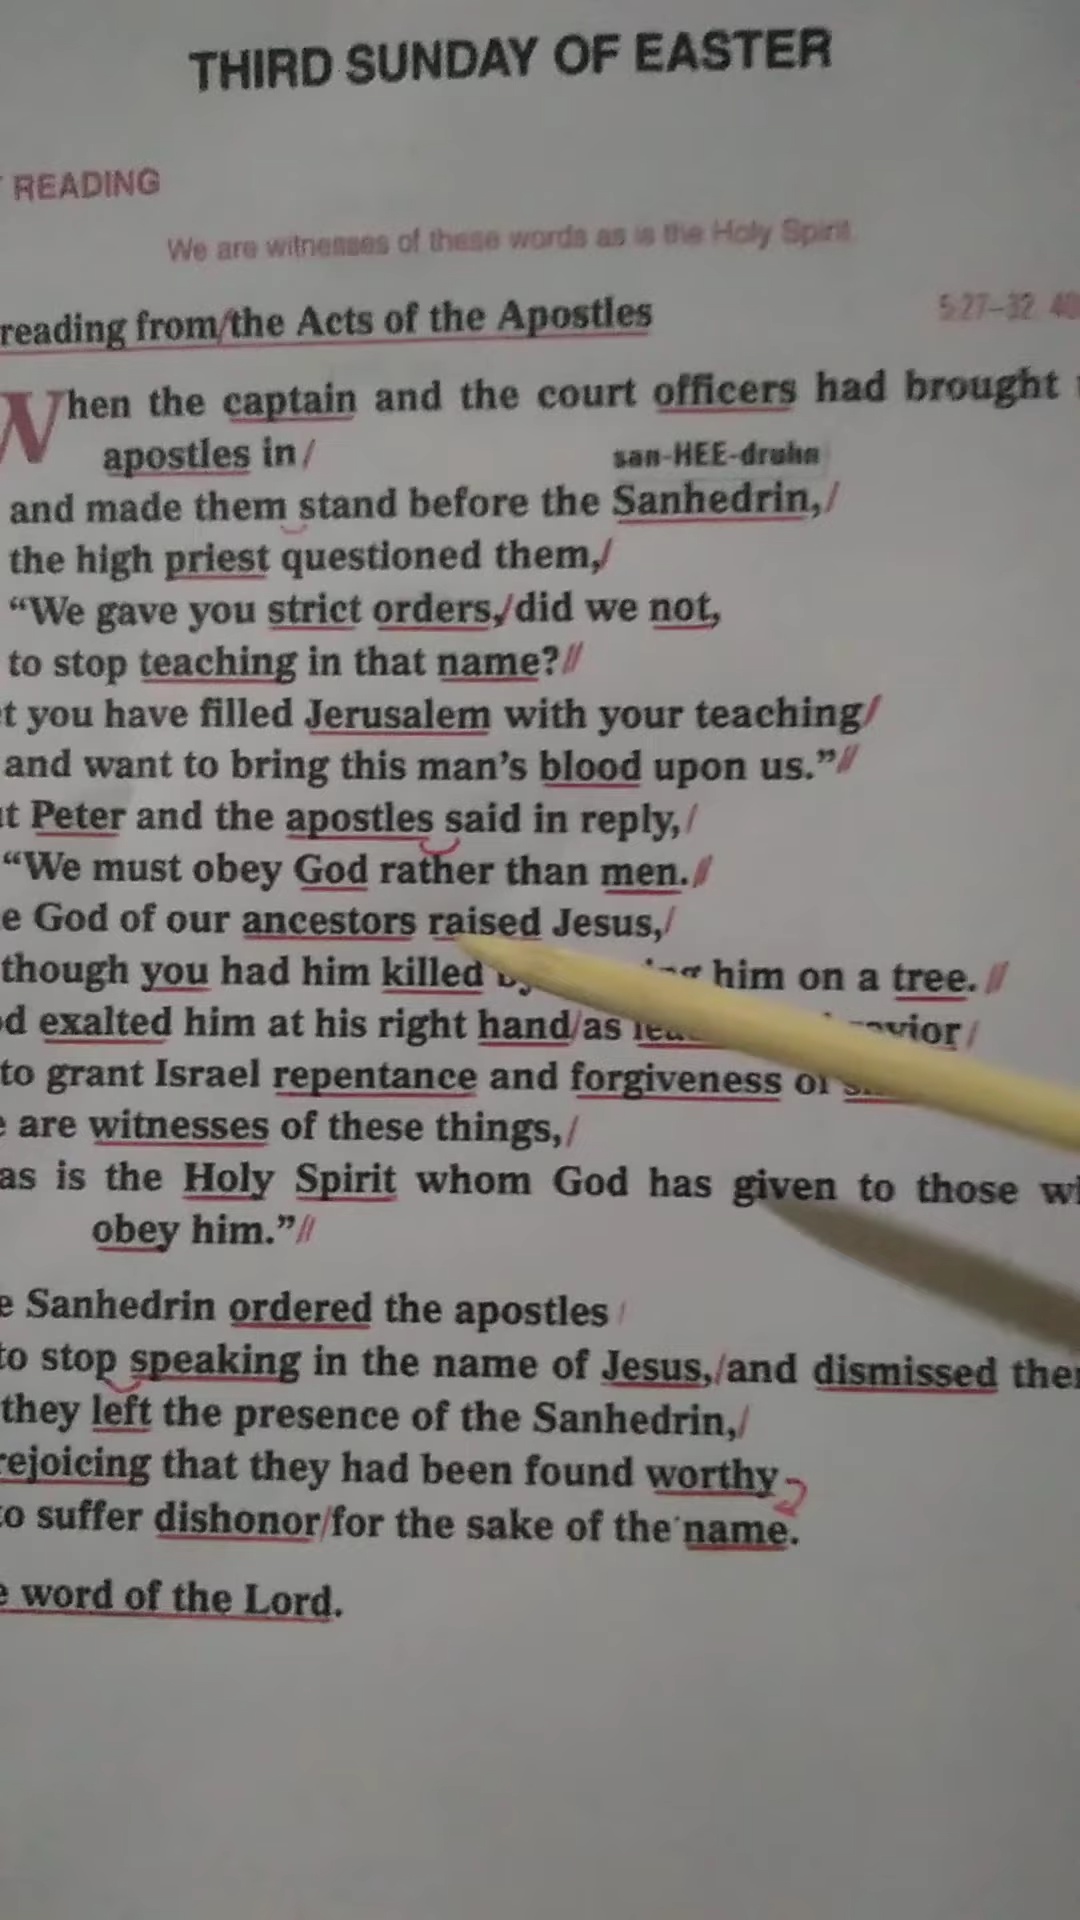 THIRD SUNDAY OF EASTER
READING
We are witnesses of these words as is the Holy Spirit.
reading from/the Acts of the Apostles
5:27–32, 40
When the captain and the court officers had brought
apostles in/
san-HEE-druhn
and made them stand before the Sanhedrin,/
the high priest questioned them,/
“We gave you strict orders,/did we not,
to stop teaching in that name?//
you have filled Jerusalem with your teaching/
and want to bring this man’s blood upon us.”//
Peter and the apostles said in reply,/
“We must obey God rather than men.//
God of our ancestors raised Jesus,/
though you had him killed him on a tree.//
exalted him at his right hand/as /
to grant Israel repentance and forgiveness of
are witnesses of these things,/
as is the Holy Spirit whom God has given to those
obey him.”//
Sanhedrin ordered the apostles/
to stop speaking in the name of Jesus,/and dismissed
they left the presence of the Sanhedrin,/
rejoicing that they had been found worthy
to suffer dishonor/for the sake of the name.
word of the Lord.